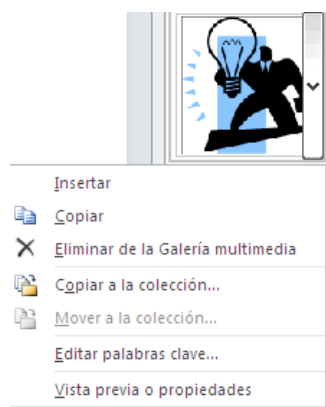 Insertar
Copiar
Eliminar de la Galería multimedia
Copiar a la colección...
Mover a la colección...
Editar palabras clave...
Vista previa o propiedades